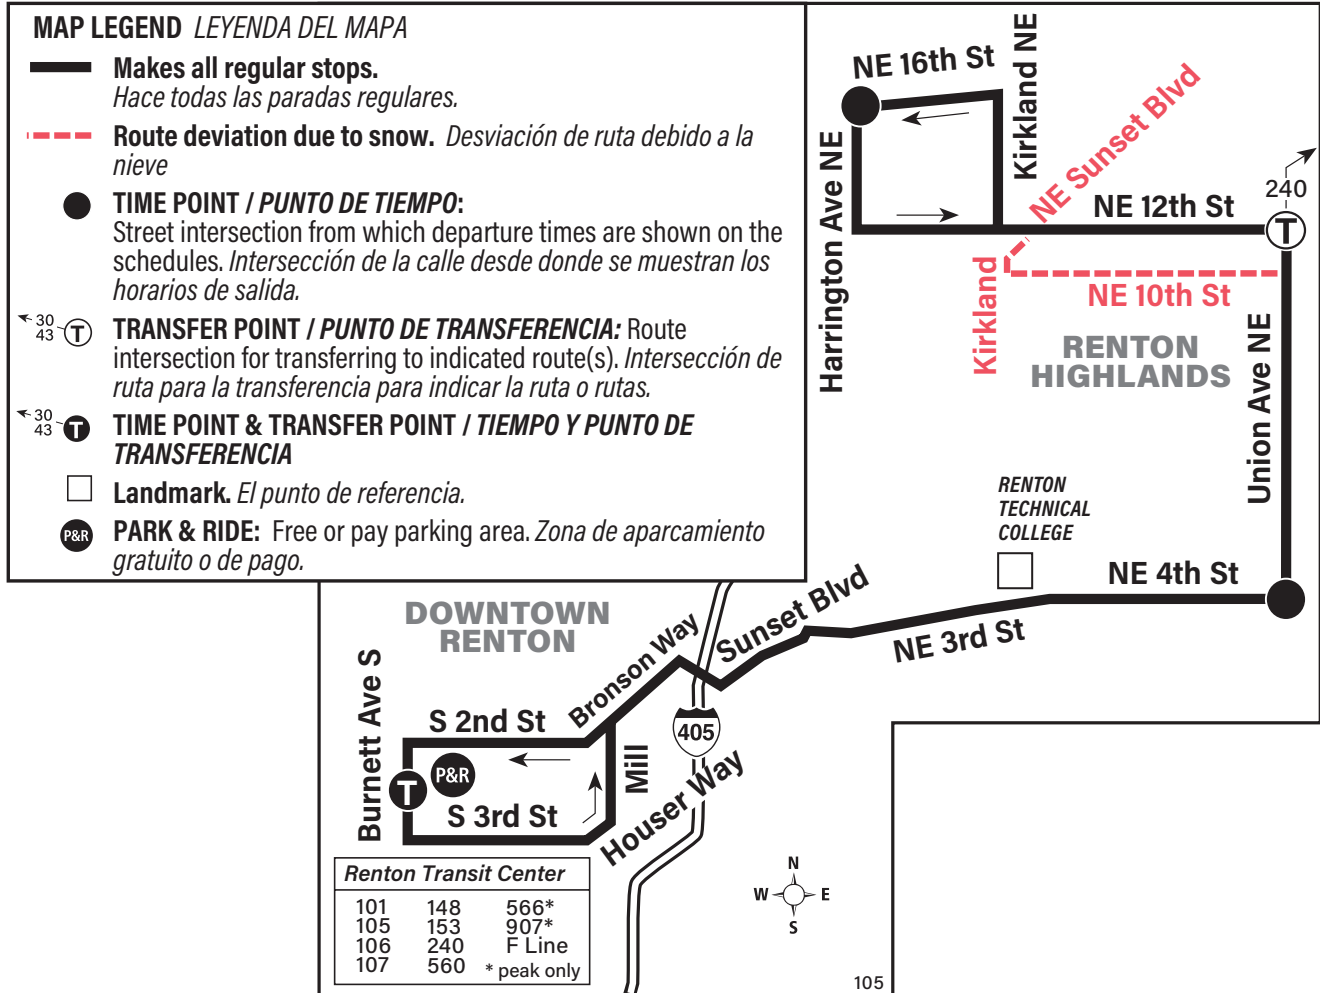 MAP LEGEND LEYENDA DEL MAPA
Makes all regular stops.
Hace todas las paradas regulares.
Route deviation due to snow. Desviación de ruta debido a la
nieve
TIME POINT / PUNTO DE TIEMPO:
Street intersection from which departure times are shown on the
schedules. Intersección de la calle desde donde se muestran los
horarios de salida.
30
43
T
TRANSFER POINT / PUNTO DE TRANSFERENCIA: Route
intersection for transferring to indicated route(s). Intersección de
ruta para la transferencia para indicar la ruta o rutas.
30
43
T
TIME POINT & TRANSFER POINT / TIEMPO Y PUNTO DE
TRANSFERENCIA
Landmark. El punto de referencia.
P&R
PARK & RIDE: Free or pay parking area. Zona de aparcamiento
gratuito o de pago.
NE 16th St
Kirkland NE
NE Sunset Blvd
Harrington Ave NE
240
NE 12th St
T
Kirkland
NE 10th St
RENTON
HIGHLANDS
Union Ave NE
RENTON
TECHNICAL
COLLEGE
NE 4th St
NE 3rd St
Sunset Blvd
DOWNTOWN
RENTON
Bronson Way
Burnett Ave S
S 2nd St
405
P&R
T
Mill
S 3rd St
Houser Way
Renton Transit Center
101 148 566*
105 153 907*
106 240 F Line
107 560 * peak only
N
W E
S
105